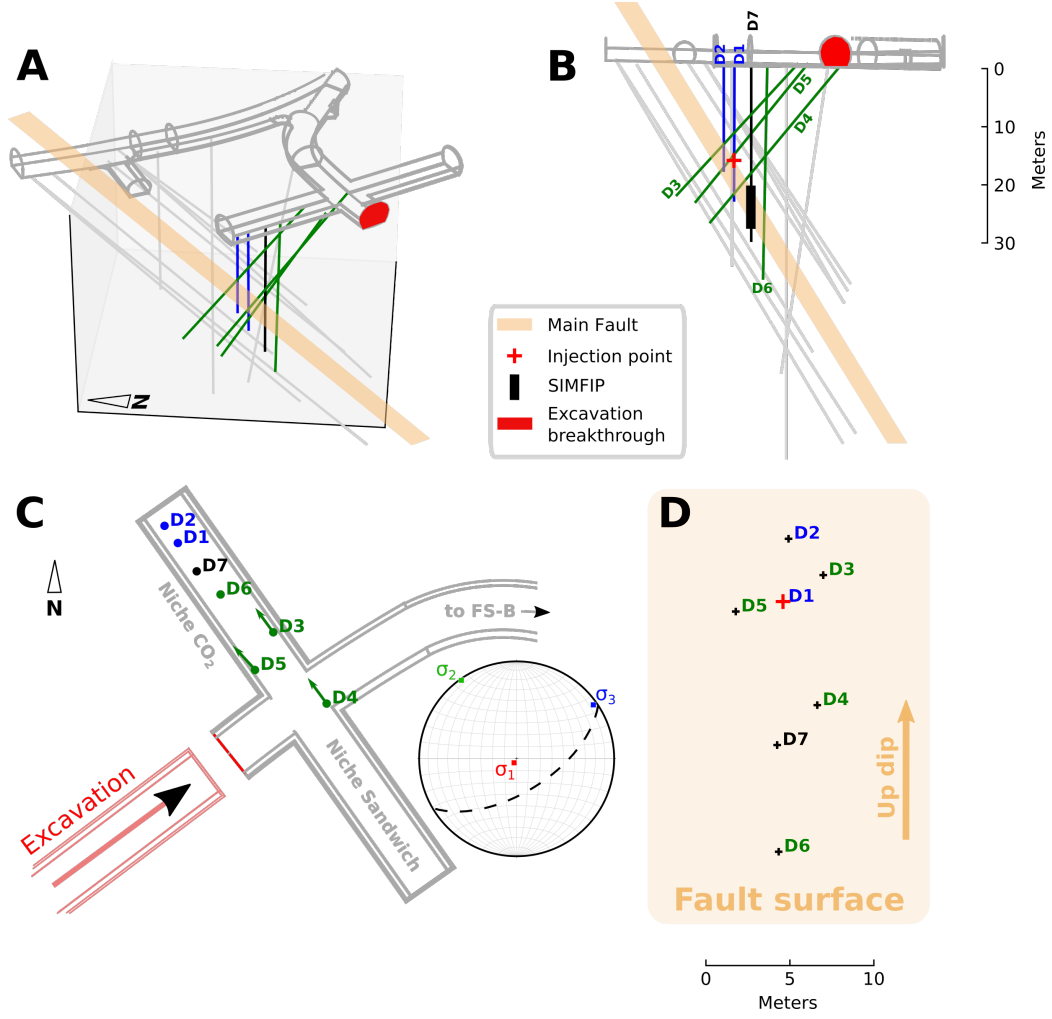 A
N
B
D2
D1
D7
D5
D4
D3
D6
0
10
20
30
Meters
Main Fault
Injection point
SIMFIP
Excavation
breakthrough
C
N
D2
D1
D7
D6
D3
D5
D4
Niche CO2
to FS-B
Niche Sandwich
Excavation
σ2
σ3
σ1
D
D2
D3
D1
D5
D4
D7
D6
Up dip
Fault surface
0 5 10
Meters